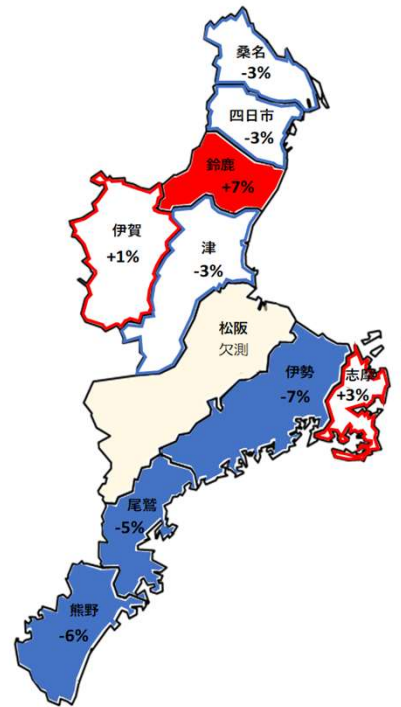 桑名
-3%
四日市
-3%
鈴鹿
+7%
伊賀
+1%
津
-3%
松阪
欠測
伊勢
-7%
志摩
+3%
尾鷲
-5%
熊野
-6%